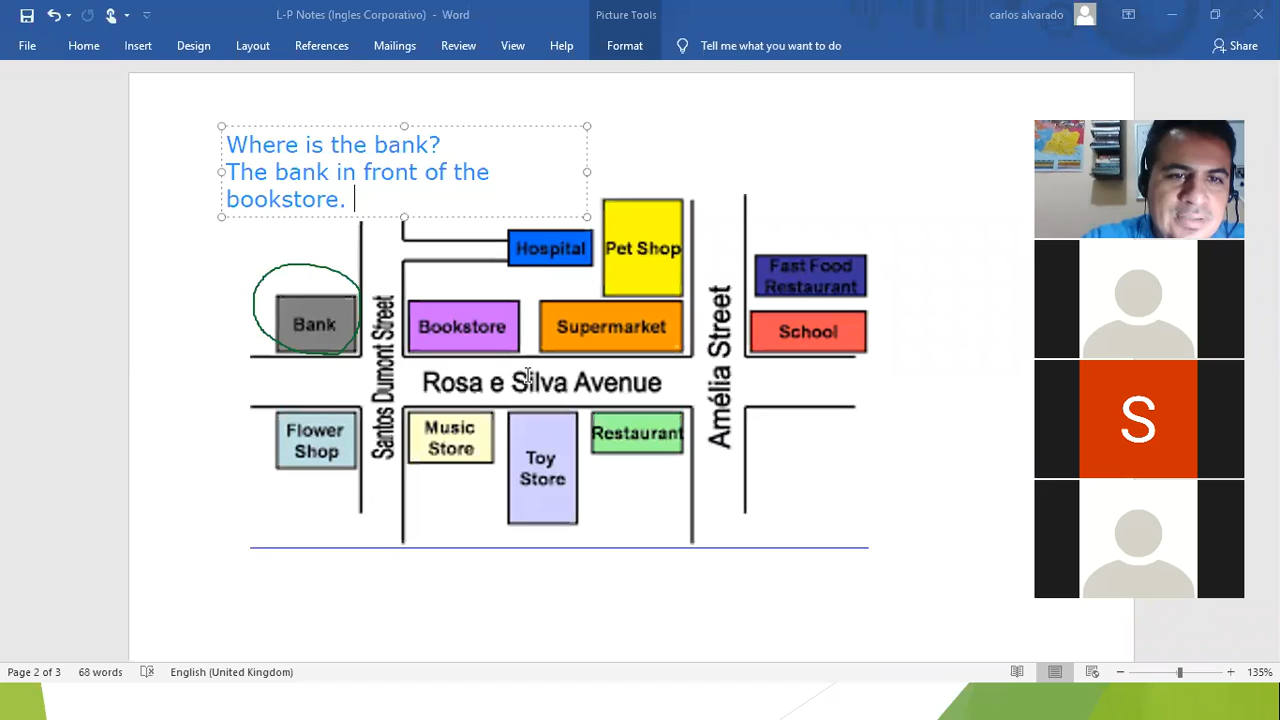 L-P Notes (Ingles Corporativo) - Word
Picture Tools
carlos alvarado
File
Home
Insert
Design
Layout
References
Mailings
Review
View
Help
Format
Tell me what you want to do
Share
Where is the bank?
The bank in front of the
bookstore.
Hospital
Pet Shop
Fast Food
Restaurant
Bank
Santos Dumont Street
Bookstore
Supermarket
Amélia Street
School
Rosa e Silva Avenue
Flower
Shop
Music
Store
Toy
Store
Restaurant
S
Page 2 of 3
68 words
English (United Kingdom)
135%